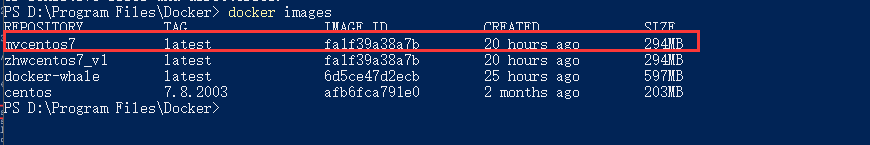 PS D:\Program Files\Docker> docker images
REPOSITORY TAG IMAGE ID CREATED SIZE
mycentos7 latest fa1f39a38a7b 20 hours ago 294MB
zhwcentos7_v1 latest fa1f39a38a7b 20 hours ago 294MB
docker-whale latest 6d5ce47d2ecb 25 hours ago 597MB
centos 7.8.2003 afb6fca791e0 2 months ago 203MB
PS D:\Program Files\Docker>